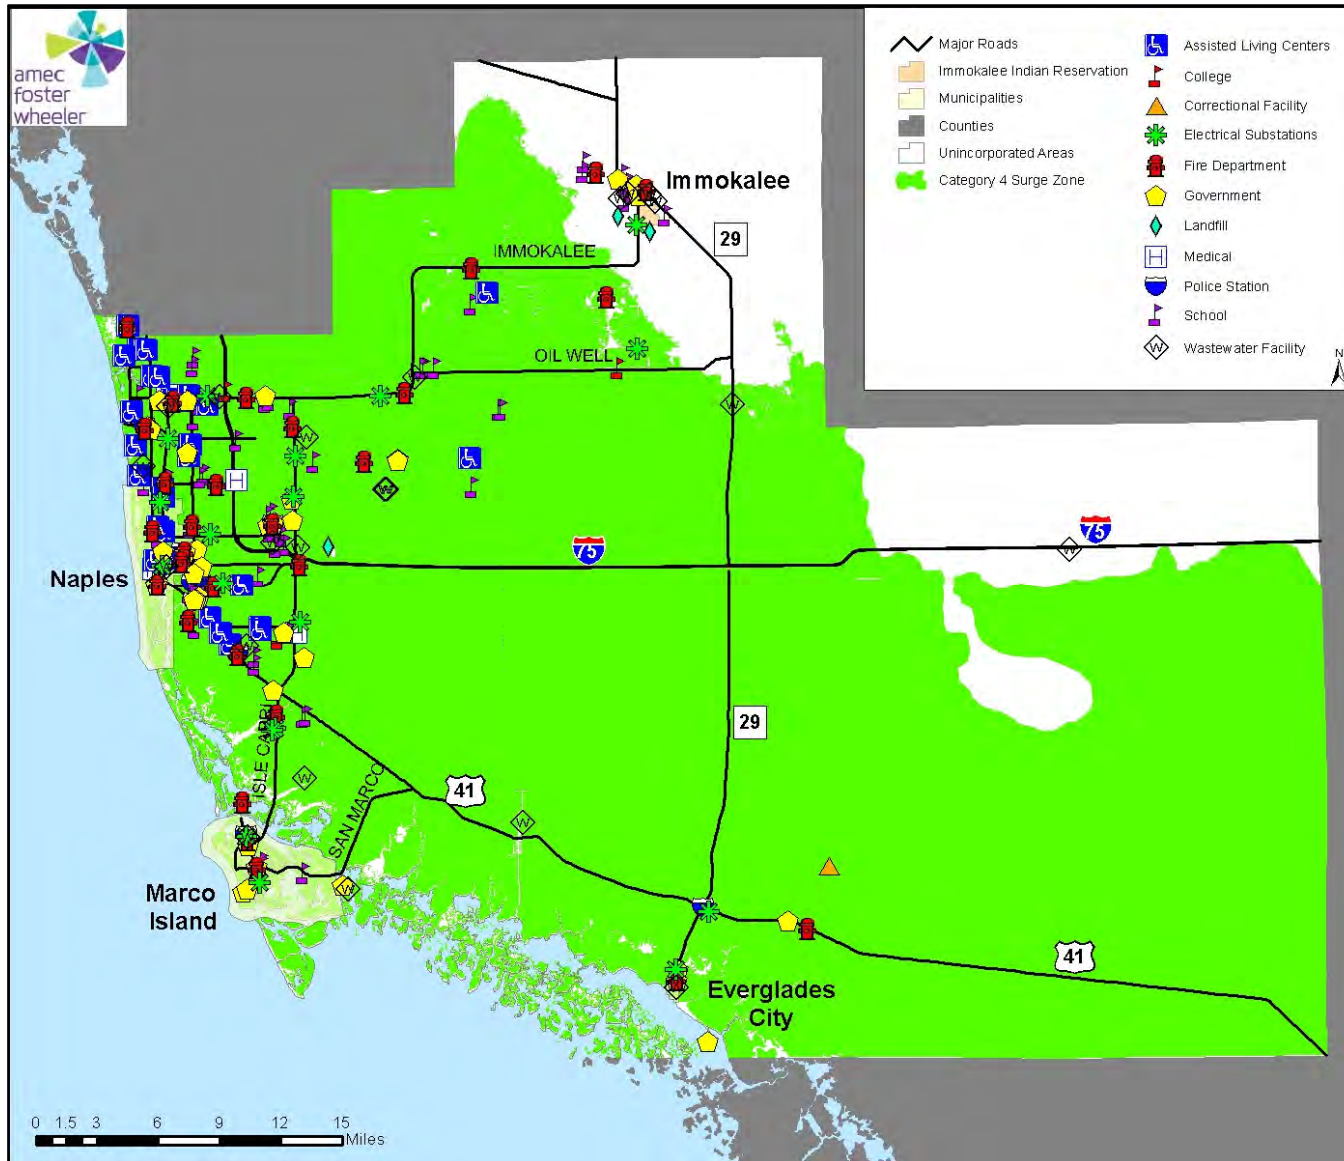 amec
foster
wheeler
Major Roads
Immokalee Indian Reservation
Municipalities
Counties
Unincorporated Areas
Category 4 Surge Zone
Assisted Living Centers
College
Correctional Facility
Electrical Substations
Fire Department
Government
Landfill
H Medical
Police Station
School
W Wastewater Facility
N
Immokalee
29
IMMOKALEE
OIL WELL
75
75
Naples
29
ISLE CAPRI
SAN MARCO
41
Marco
Island
41
Everglades
City
0 1.5 3 6 9 12 15
Miles